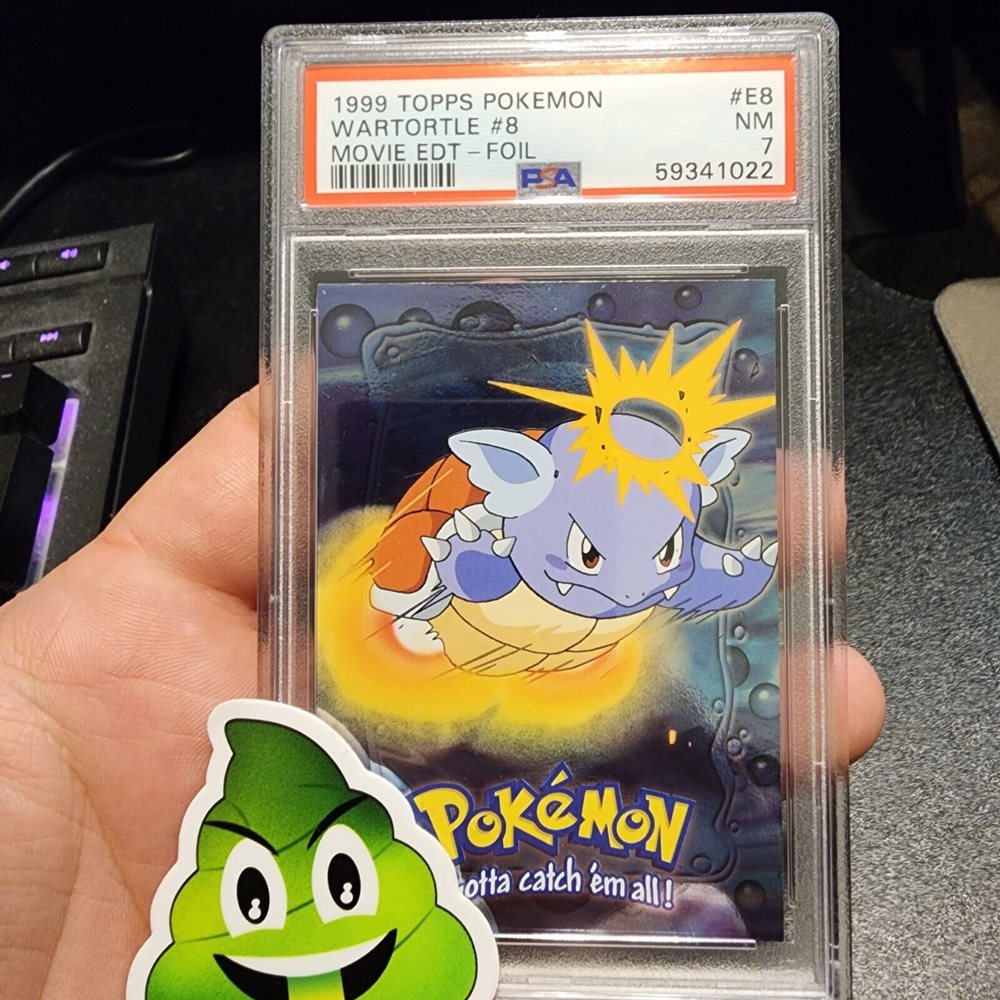 1999 TOPPS POKEMON #E8
WARTORTLE #8 NM
MOVIE EDT - FOIL 7
PSA 59341022
POKéMON
otta catch 'em all!